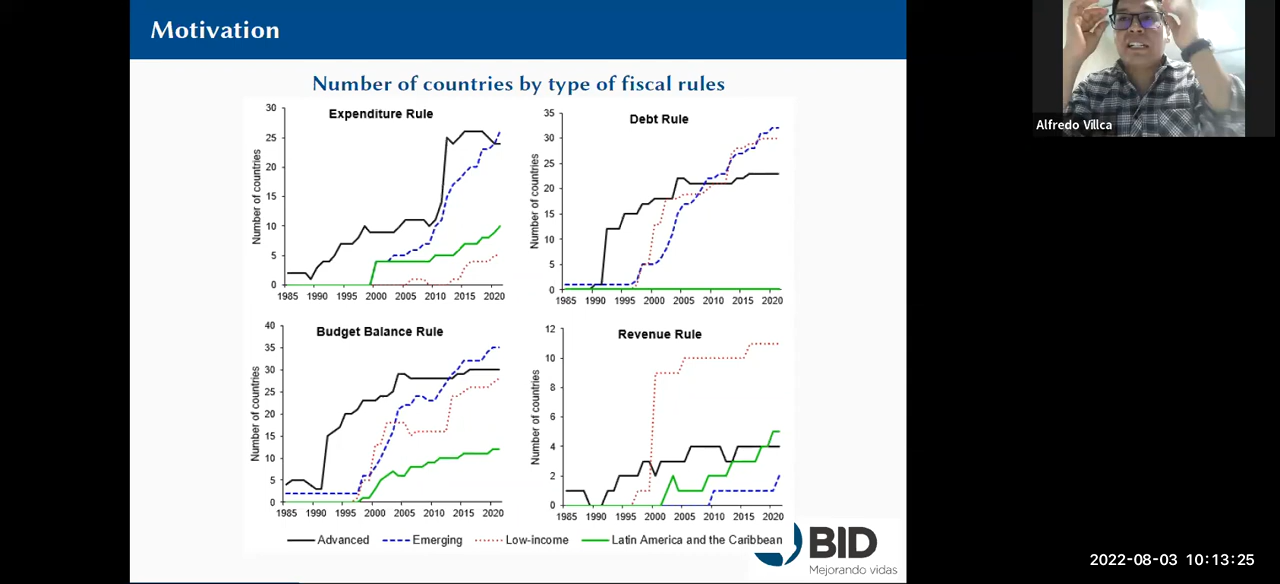 Motivation
Number of countries by type of fiscal rules
Expenditure Rule
Number of countries
30
25
20
15
10
5
0
1985 1990 1995 2000 2005 2010 2015 2020
Debt Rule
Number of countries
35
30
25
20
15
10
5
0
1985 1990 1995 2000 2005 2010 2015 2020
Budget Balance Rule
Number of countries
40
35
30
25
20
15
10
5
0
1985 1990 1995 2000 2005 2010 2015 2020
Revenue Rule
Number of countries
12
10
8
6
4
2
0
1985 1990 1995 2000 2005 2010 2015 2020
Advanced Emerging Low-income Latin America and the Caribbean
BID
Mejorando vidas
Alfredo Villca
2022-08-03 10:13:25